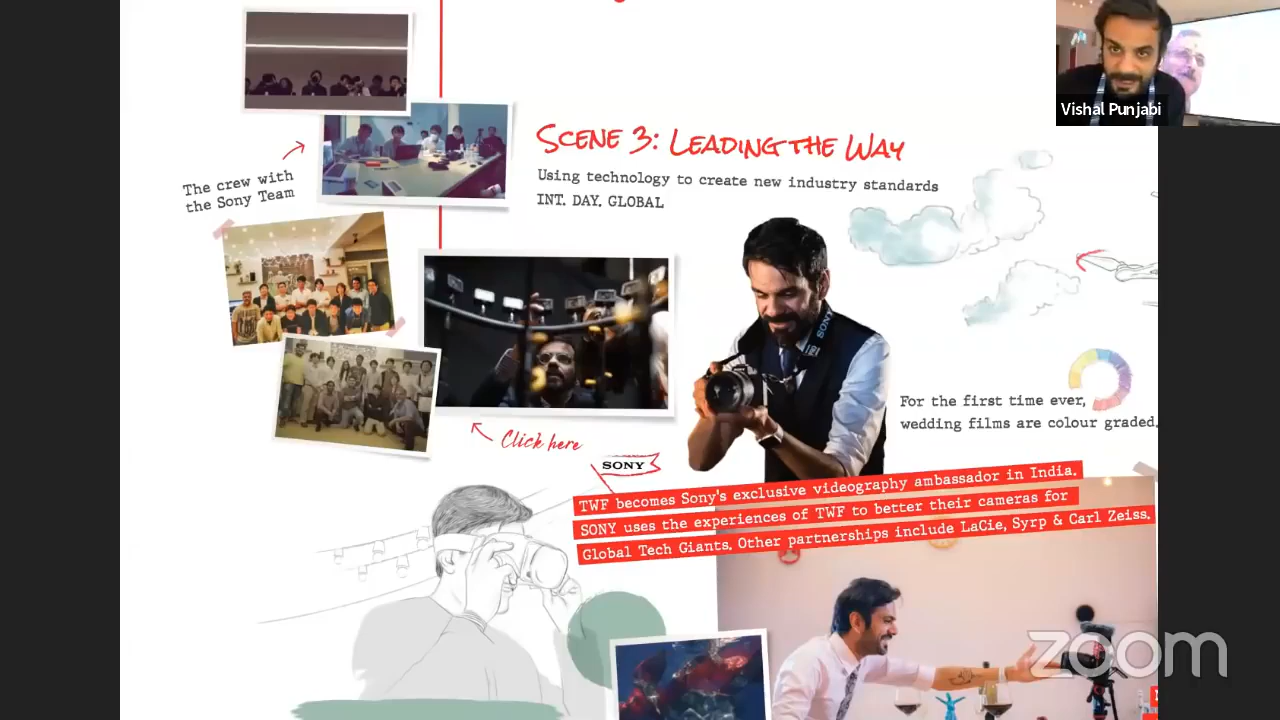 Vishal Punjabi
SCENE 3: LEADING THE WAY
Using technology to create new industry standards
INT. DAY. GLOBAL
The crew with
the Sony Team
SONY
For the first time ever,
wedding films are colour graded.
Click here
SONY
TWF becomes Sony's exclusive videography ambassador in India.
SONY uses the experiences of TWF to better their cameras for
Global Tech Giants. Other partnerships include LaCie, Syrp & Carl Zeiss.
zoom